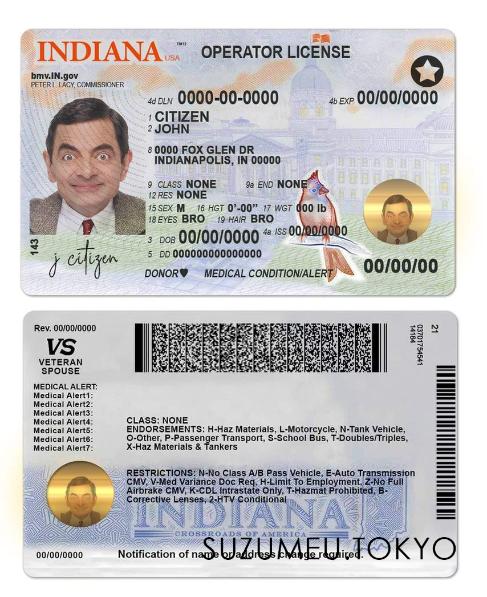 INDIANA USA TM™ OPERATOR LICENSE
bmv.IN.gov
PETER L. LACY, COMMISSIONER
4d DLN 0000-00-0000 4b EXP 00/00/0000
1 CITIZEN
2 JOHN
8 0000 FOX GLEN DR
INDIANAPOLIS, IN 00000
9 CLASS NONE 9a END NONE
12 RES NONE
15 SEX M 16 HGT 0'-00" 17 WGT 000 lb
18 EYES BRO 19 HAIR BRO
4a ISS 00/00/0000
3 DOB 00/00/0000
5 DD 0000000000000
143
j citizen
DONOR♥ MEDICAL CONDITION/ALERT 00/00/00
Rev. 00/00/0000
VS
VETERAN
SPOUSE
21
14164
MEDICAL ALERT:
Medical Alert1:
Medical Alert2:
Medical Alert3:
Medical Alert4:
Medical Alert5:
Medical Alert6:
Medical Alert7:
CLASS: NONE
ENDORSEMENTS: H-Haz Materials, L-Motorcycle, N-Tank Vehicle,
O-Other, P-Passenger Transport, S-School Bus, T-Doubles/Triples,
X-Haz Materials & Tankers
RESTRICTIONS: N-No Class A/B Pass Vehicle, E-Auto Transmission
CMV, V-Med Variance Doc Req, H-Limit To Employment, Z-No Full
Airbrake CMV, K-CDL Intrastate Only, T-Hazmat Prohibited, B-
Corrective Lenses, 2-HTV Conditional
INDIANA
CROSSROADS OF AMERICA
00/00/0000 Notification of name or address change required.
SUZUMEU.TOKYO